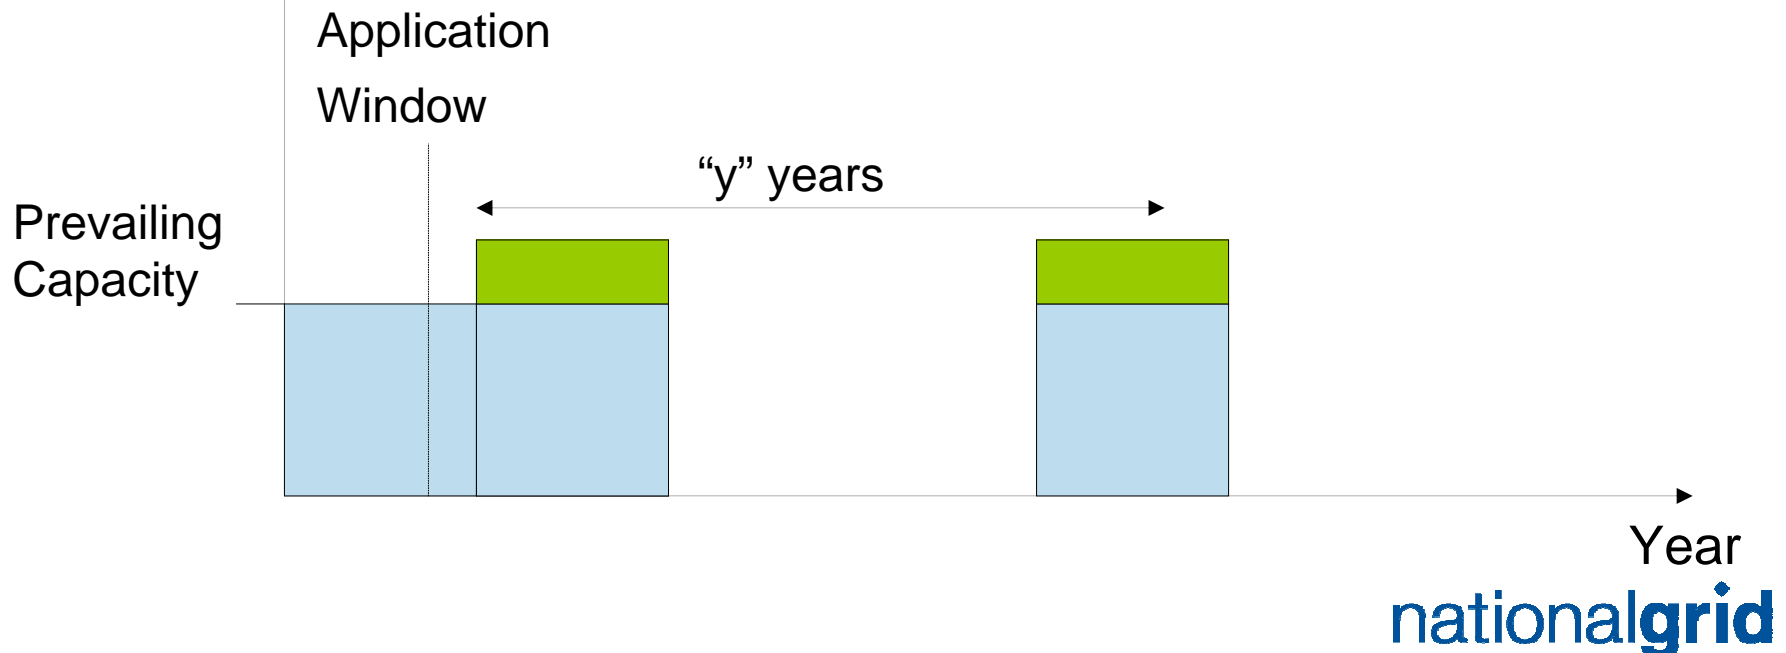 Application
Window
“y” years
Prevailing
Capacity
Year
nationalgrid